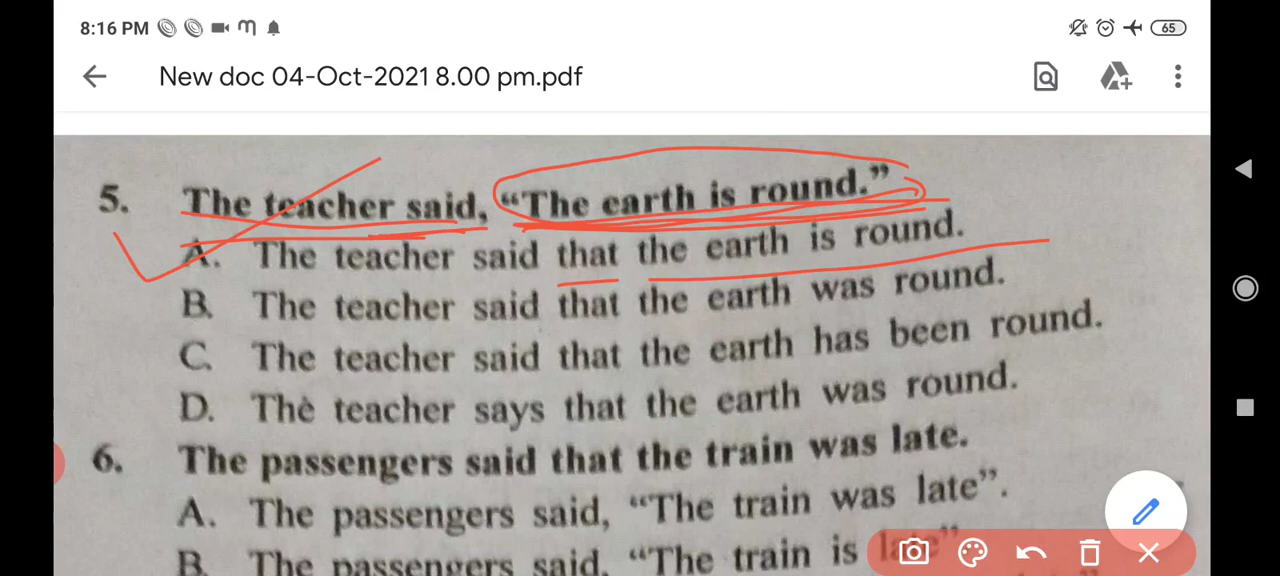 8:16 PM
65
New doc 04-Oct-2021 8.00 pm.pdf
5. The teacher said, “The earth is round.”
A. The teacher said that the earth is round.
B. The teacher said that the earth was round.
C. The teacher said that the earth has been round.
D. The teacher says that the earth was round.
6. The passengers said that the train was late.
A. The passengers said, “The train was late”.
B. The passengers said, “The train is late”